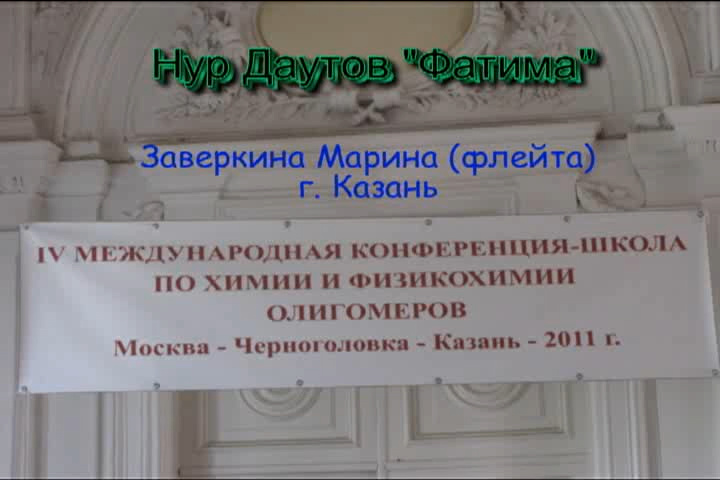 Нур Даутов "Фатима"
Заверкина Марина (флейта)
г. Казань
IV МЕЖДУНАРОДНАЯ КОНФЕРЕНЦИЯ-ШКОЛА
ПО ХИМИИ И ФИЗИКОХИМИИ
ОЛИГОМЕРОВ
Москва - Черноголовка - Казань - 2011 г.